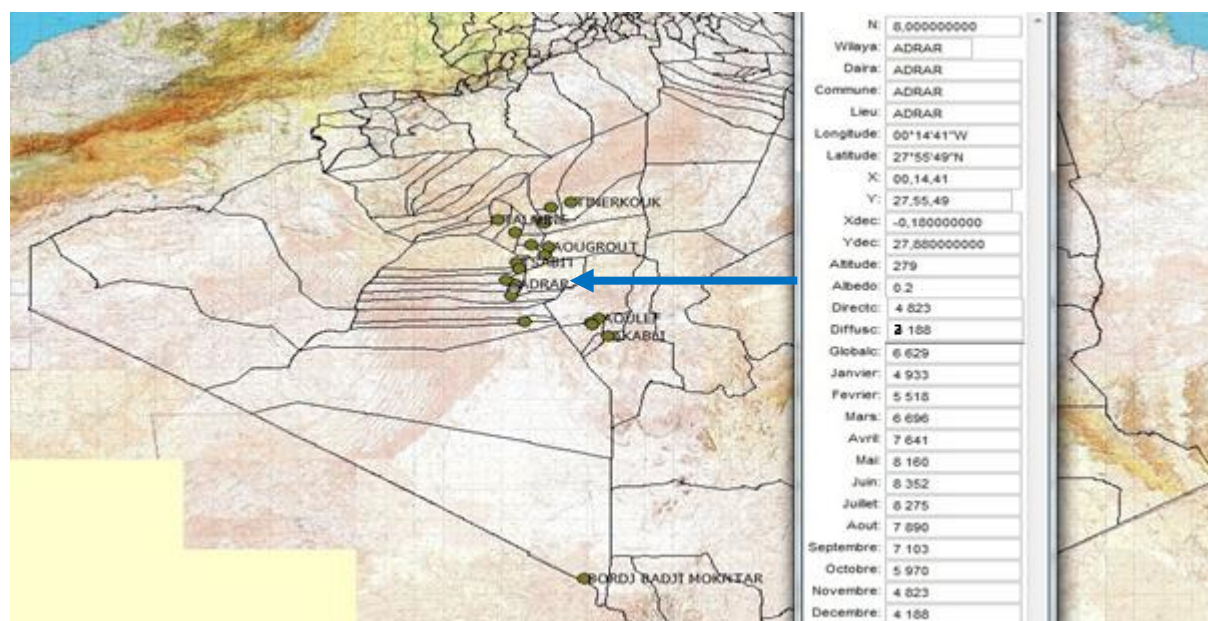 TINERKOUK
AOUGROUT
ADRAR
AOULEF
AKABLI
BORDJ BADJI MOKHTAR
N: 8,000000000
Wilaya: ADRAR
Daira: ADRAR
Commune: ADRAR
Lieu: ADRAR
Longitude: 00°14'41"W
Latitude: 27°55'49"N
X: 00,14,41
Y: 27,55,49
Xdec: -0,180000000
Ydec: 27,880000000
Altitude: 279
Albedo: 0.2
Directc: 4 823
Diffusc: 188
Globalc: 6 629
Janvier: 4 933
Fevrier: 5 518
Mars: 6 696
Avril: 7 641
Mai: 8 160
Juin: 8 352
Juillet: 8 275
Aout: 7 890
Septembre: 7 103
Octobre: 5 970
Novembre: 4 823
Decembre: 4 188